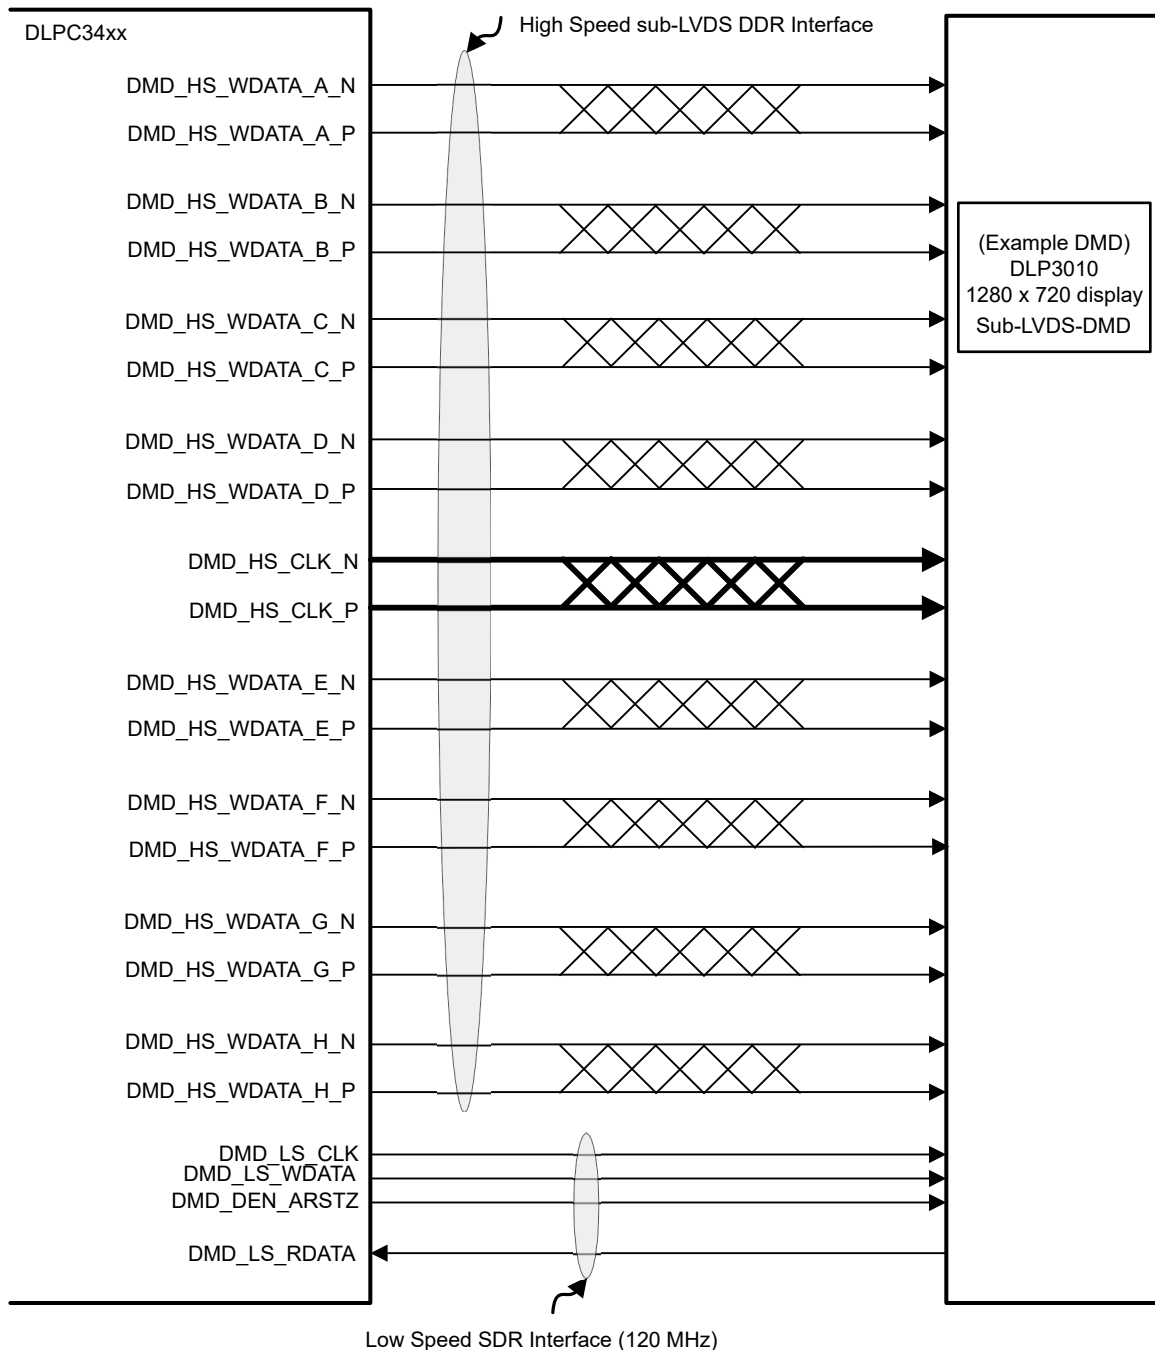 High Speed sub-LVDS DDR Interface
DLPC34xx
DMD_HS_WDATA_A_N
DMD_HS_WDATA_A_P
DMD_HS_WDATA_B_N
DMD_HS_WDATA_B_P
(Example DMD)
DLP3010
1280 x 720 display
Sub-LVDS-DMD
DMD_HS_WDATA_C_N
DMD_HS_WDATA_C_P
DMD_HS_WDATA_D_N
DMD_HS_WDATA_D_P
DMD_HS_CLK_N
DMD_HS_CLK_P
DMD_HS_WDATA_E_N
DMD_HS_WDATA_E_P
DMD_HS_WDATA_F_N
DMD_HS_WDATA_F_P
DMD_HS_WDATA_G_N
DMD_HS_WDATA_G_P
DMD_HS_WDATA_H_N
DMD_HS_WDATA_H_P
DMD_LS_CLK
DMD_LS_WDATA
DMD_DEN_ARSTZ
DMD_LS_RDATA
Low Speed SDR Interface (120 MHz)